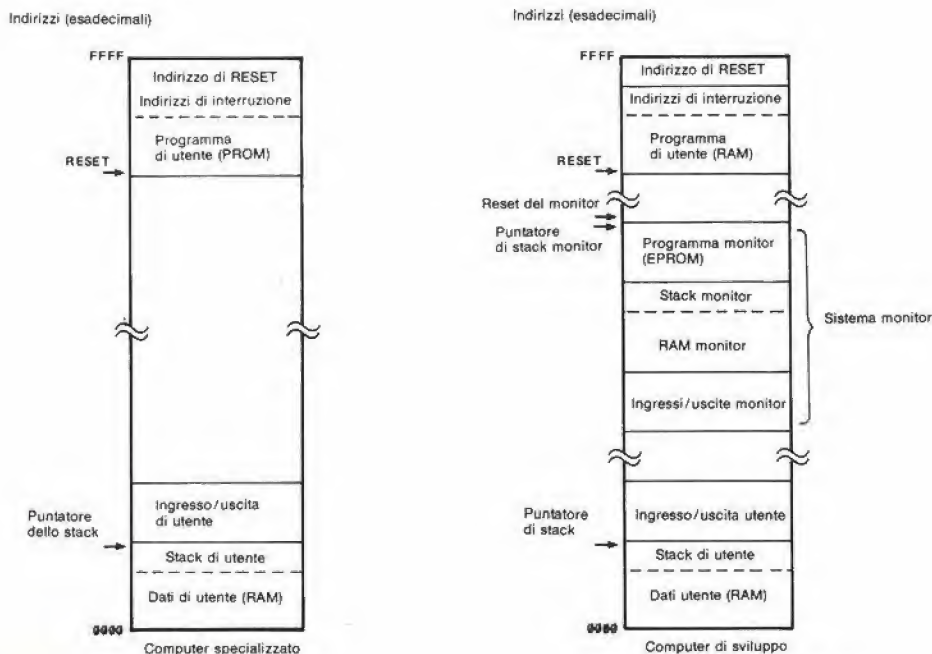 Indirizzi (esadecimali)
FFFF
Indirizzo di RESET
Indirizzi di interruzione
Programma
di utente (PROM)
RESET
Ingresso/uscita
di utente
Puntatore
dello stack
Stack di utente
Dati di utente (RAM)
0000
Computer specializzato
Indirizzi (esadecimali)
FFFF
Indirizzo di RESET
Indirizzi di interruzione
Programma
di utente (RAM)
RESET
Reset del monitor
Puntatore
di stack monitor
Programma monitor
(EPROM)
Stack monitor
RAM monitor
Ingressi/uscite monitor
Sistema monitor
Ingresso/uscita utente
Puntatore
di stack
Stack di utente
Dati utente (RAM)
0000
Computer di sviluppo